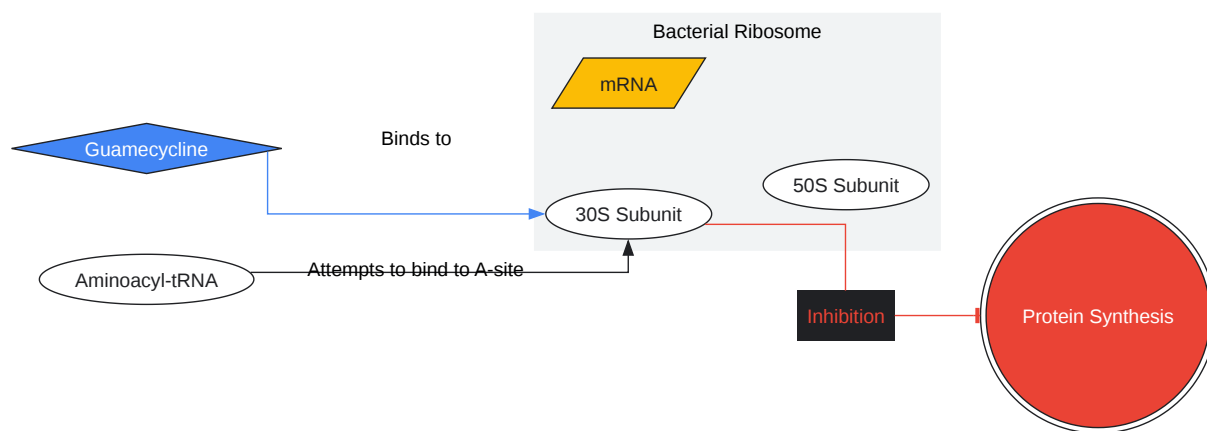 Bacterial Ribosome
mRNA
Guamecycline
Binds to
50S Subunit
30S Subunit
Attempts to bind to A-site
Aminoacyl-tRNA
Inhibition
Protein Synthesis